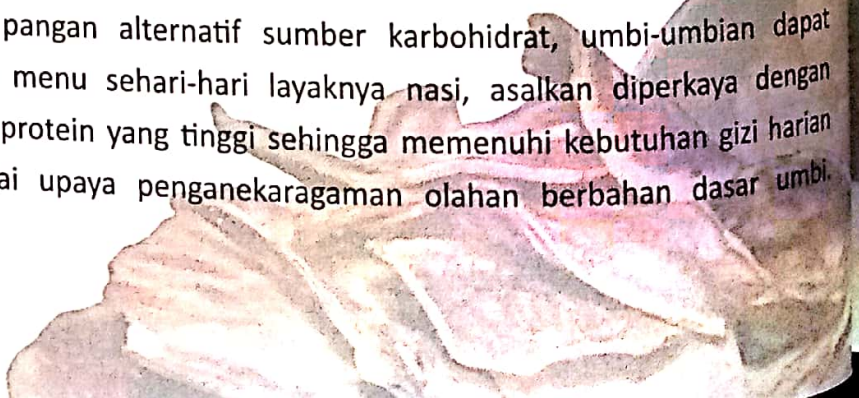 pangan alternatif sumber karbohidrat, umbi-umbian dapat
menu sehari-hari layaknya nasi, asalkan diperkaya dengan
protein yang tinggi sehingga memenuhi kebutuhan gizi harian
ai upaya penganekaragaman olahan berbahan dasar umbi.